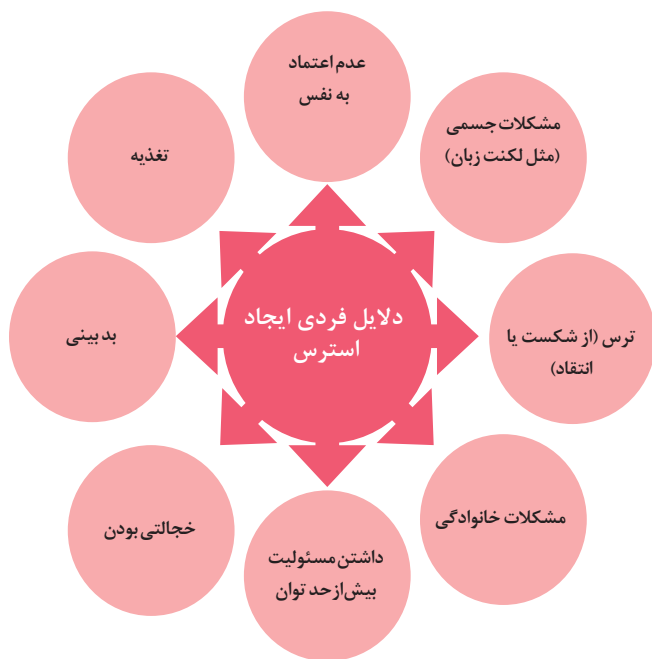 دلایل فردی ایجاد
استرس
عدم اعتماد
به نفس
مشکلات جسمی
(مثل لکنت زبان)
ترس (از شکست یا
انتقاد)
مشکلات خانوادگی
داشتن مسئولیت
بیش از حد توان
خجالتی بودن
بدبینی
تغذیه